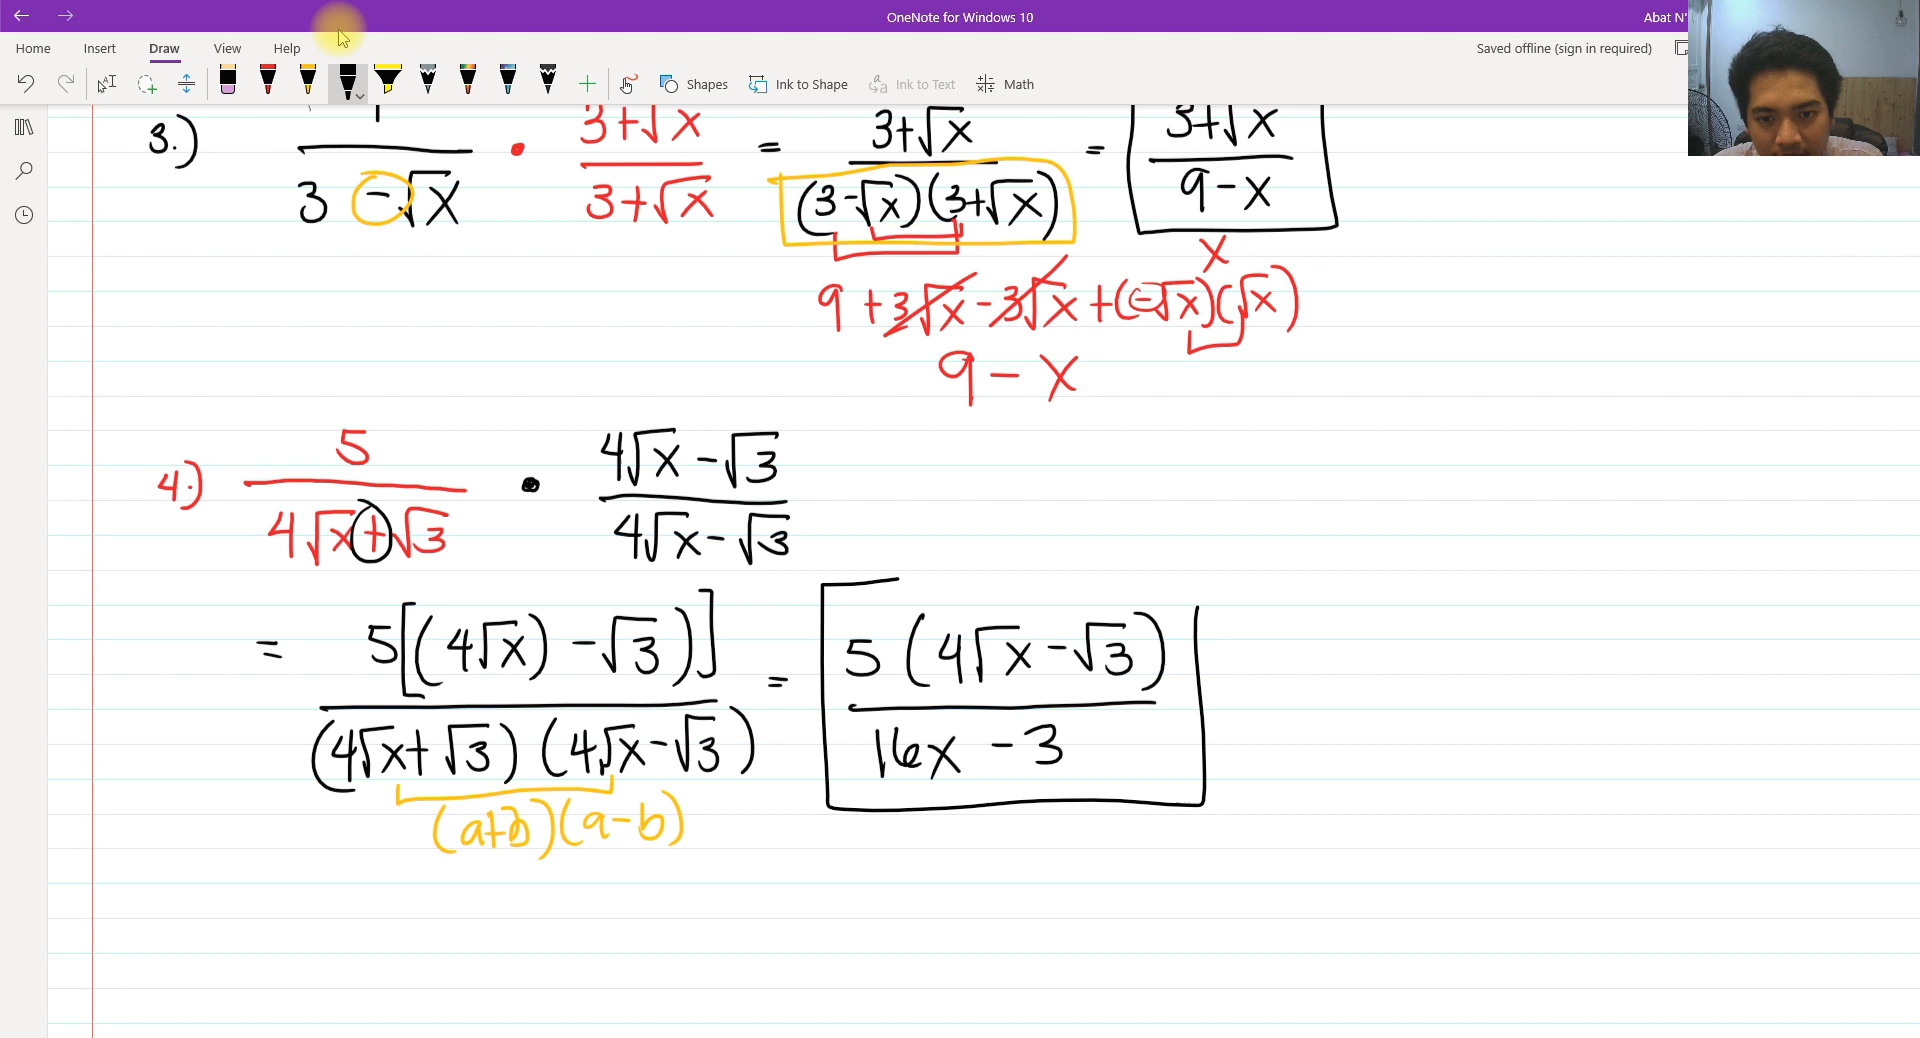 OneNote for Windows 10
Abat N'
Home Insert Draw View Help
Saved offline (sign in required)
Shapes Ink to Shape Ink to Text Math
3.) 1/(3 - √x) • (3+√x)/(3+√x) = (3+√x)/((3-√x)(3+√x)) = (3+√x)/(9-x)
x
9 + 3√x - 3√x + (-√x)(√x)
9 - x
4.) 5/(4√x + √3) • (4√x - √3)/(4√x - √3)
= 5[(4√x) - √3)]/((4√x + √3)(4√x - √3)) = 5(4√x - √3)/(16x - 3)
(a+b)(a-b)